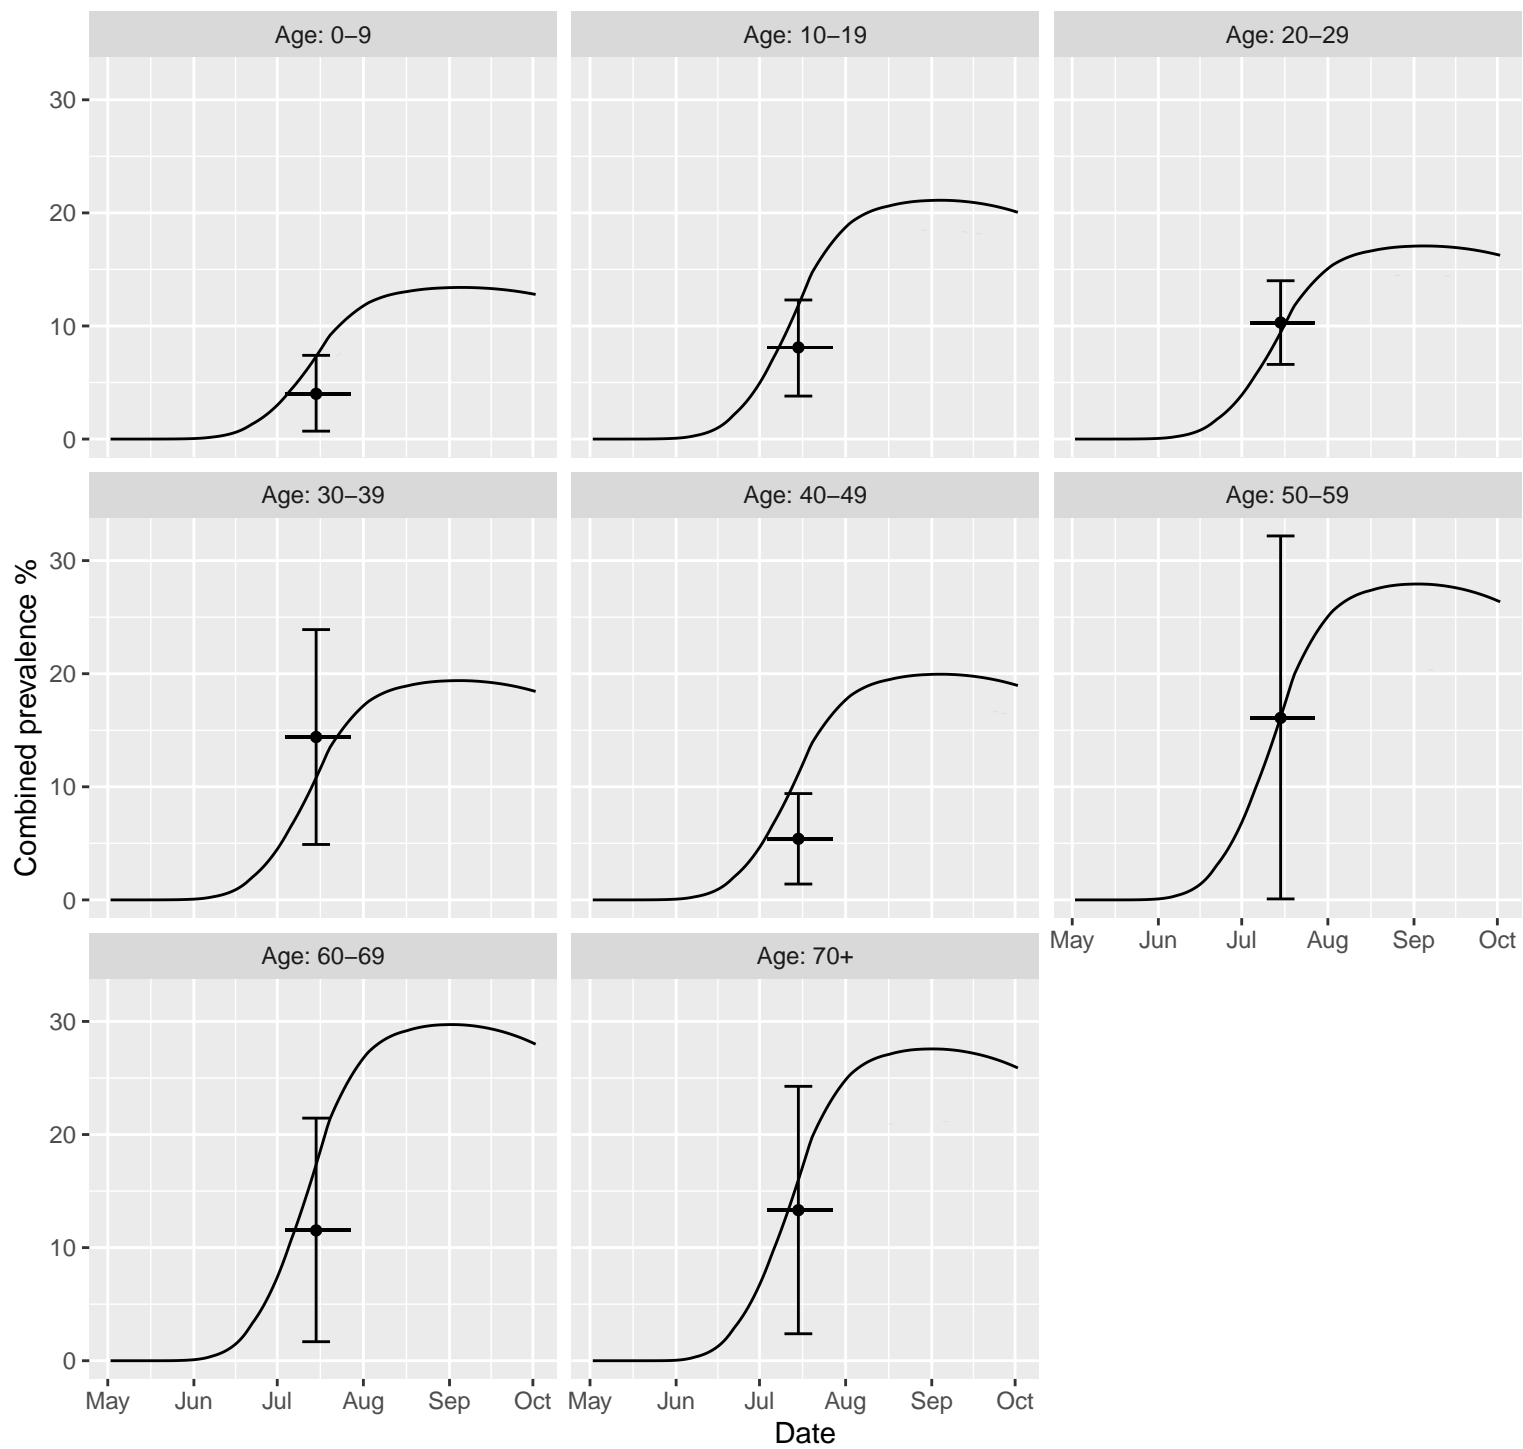 Age: 0–9
Age: 10–19
Age: 20–29
30
20
10
0
Age: 30–39
Age: 40–49
Age: 50–59
30
20
10
0
May Jun Jul Aug Sep Oct
Age: 60–69
Age: 70+
30
20
10
0
May Jun Jul Aug Sep Oct
May Jun Jul Aug Sep Oct
Date
Combined prevalence %